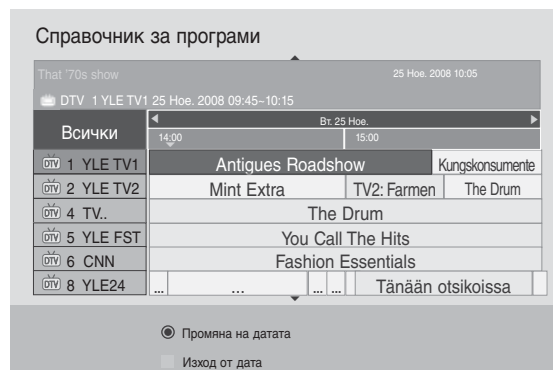 Справочник за програми
That '70s show 25 Ное. 2008 10:05
DTV 1 YLE TV1 25 Ное. 2008 09:45~10:15
Всички
Вт. 25 Ное.
14:00 15:00
DTV 1 YLE TV1 Antigues Roadshow Kungskonsumente
DTV 2 YLE TV2 Mint Extra TV2: Farmen The Drum
DTV 4 TV.. The Drum
DTV 5 YLE FST You Call The Hits
DTV 6 CNN Fashion Essentials
DTV 8 YLE24 ... ... ... ... Tänään otsikoissa
Промяна на датата
Изход от дата